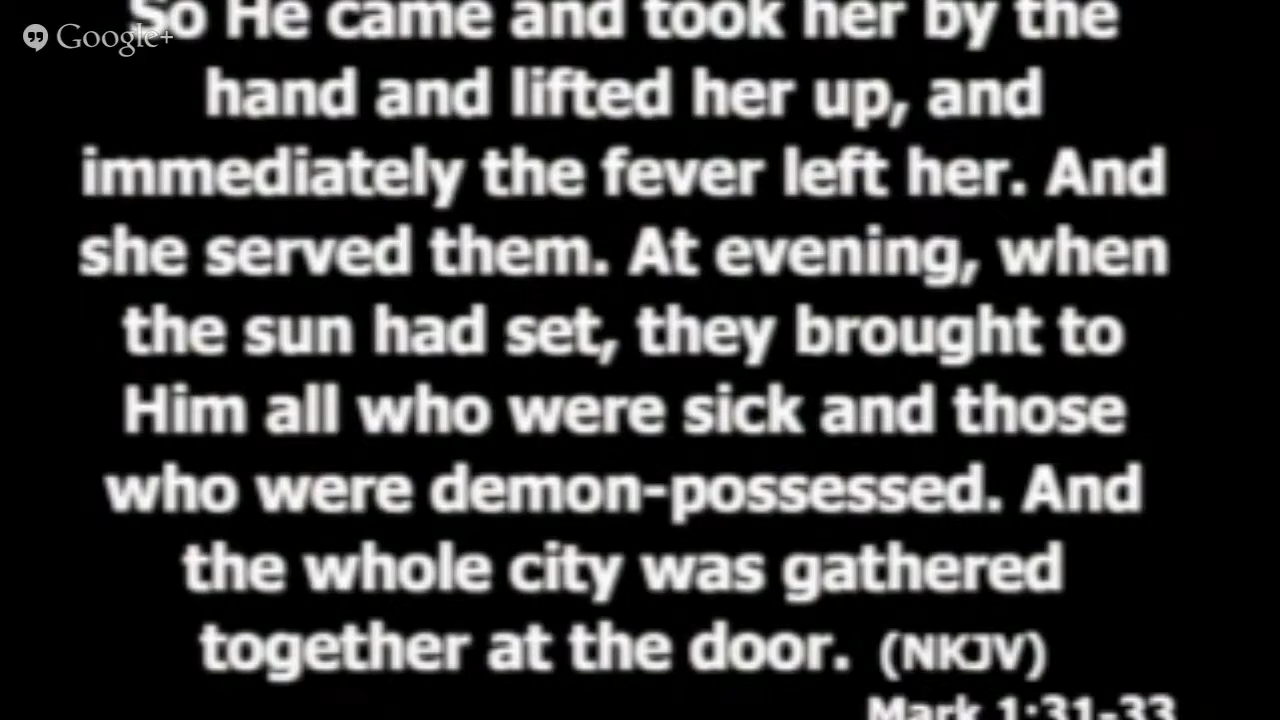 So He came and took her by the
Google+
hand and lifted her up, and
immediately the fever left her. And
she served them. At evening, when
the sun had set, they brought to
Him all who were sick and those
who were demon-possessed. And
the whole city was gathered
together at the door. (NKJV)
Mark 1:31-33